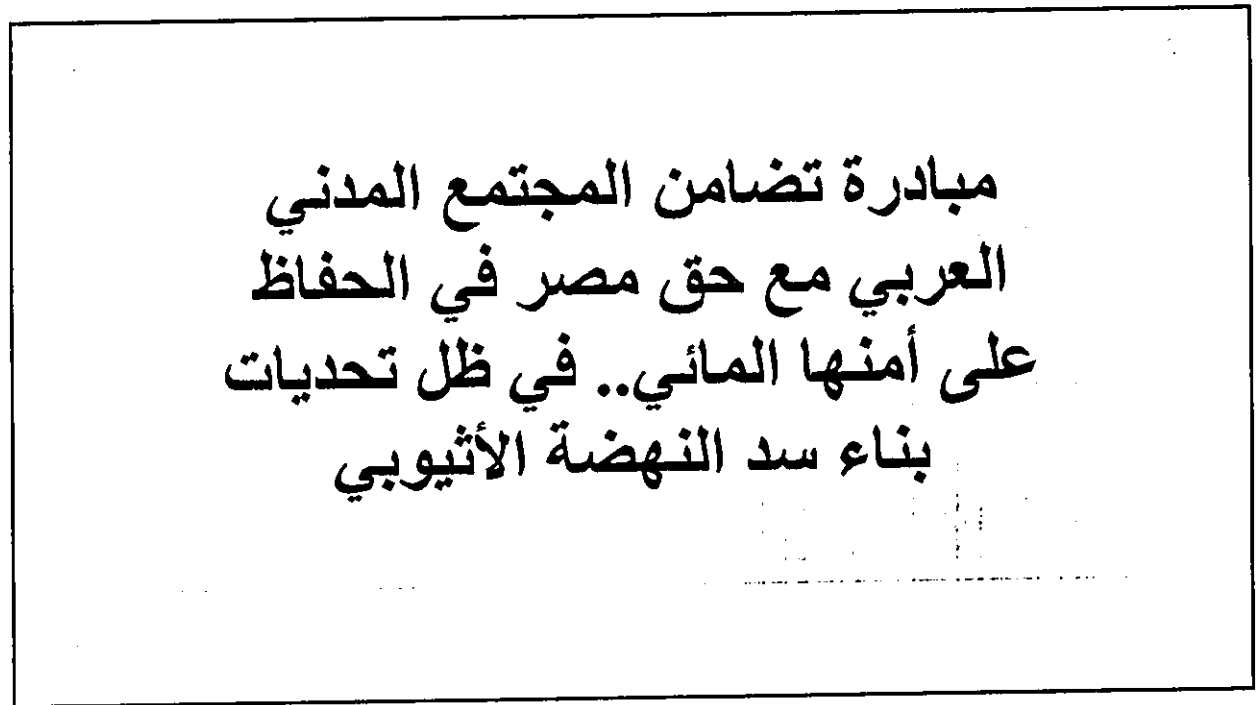 مبادرة تضامن المجتمع المدني
العربي مع حق مصر في الحفاظ
على أمنها المائي.. في ظل تحديات
بناء سد النهضة الأثيوبي